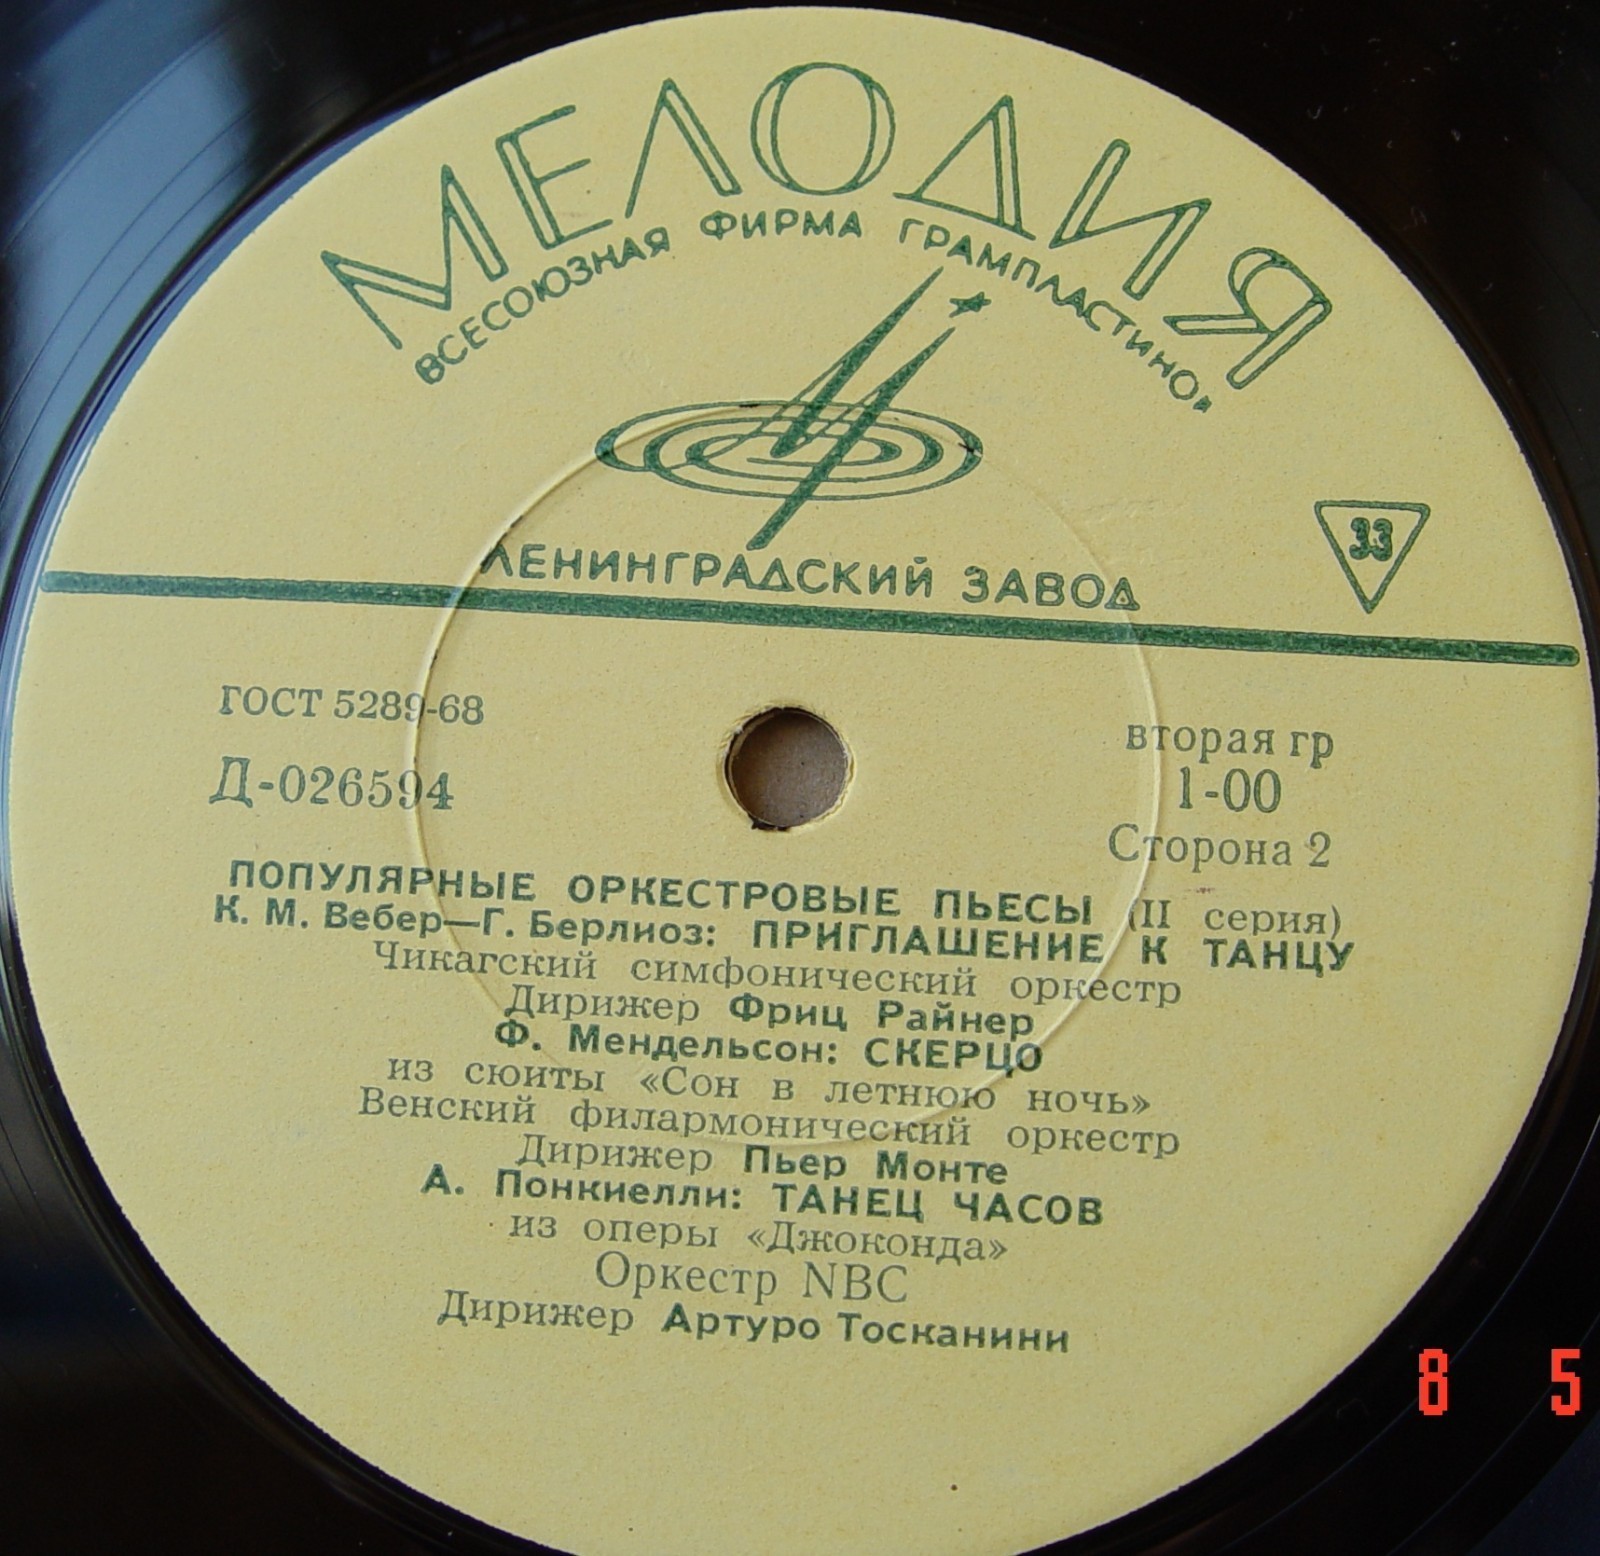 МЕЛОДИЯ
ВСЕСОЮЗНАЯ ФИРМА ГРАМПЛАСТИНОК
ЛЕНИНГРАДСКИЙ ЗАВОД
33
ГОСТ 5289-68
Д-026594
вторая гр
1-00
Сторона 2
ПОПУЛЯРНЫЕ ОРКЕСТРОВЫЕ ПЬЕСЫ (II серия)
К. М. Вебер—Г. Берлиоз: ПРИГЛАШЕНИЕ К ТАНЦУ
Чикагский симфонический оркестр
Дирижер Фриц Райнер
Ф. Мендельсон: СКЕРЦО
из сюиты «Сон в летнюю ночь»
Венский филармонический оркестр
Дирижер Пьер Монте
А. Понкиелли: ТАНЕЦ ЧАСОВ
из оперы «Джоконда»
Оркестр NBC
Дирижер Артуро Тосканини
8 5